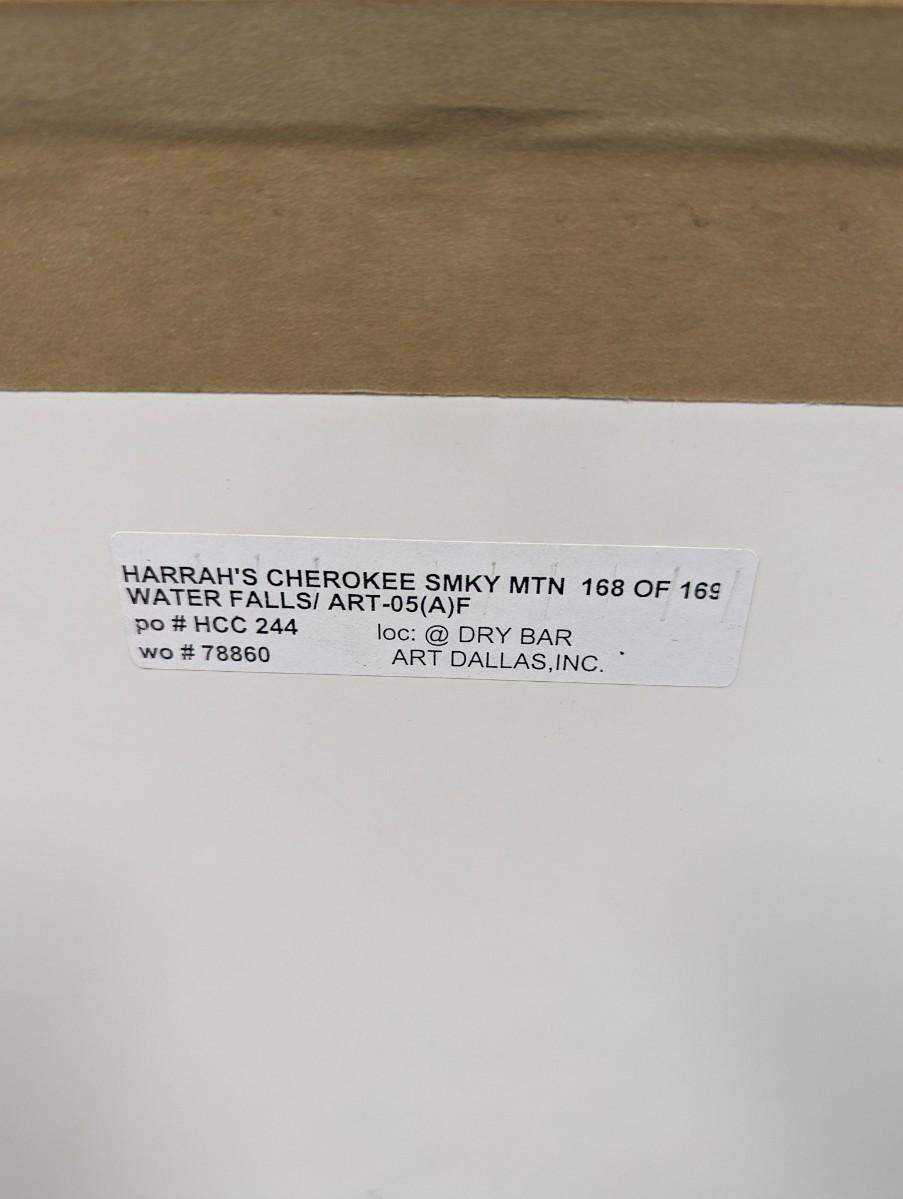 HARRAH'S CHEROKEE SMKY MTN 168 OF 169
WATER FALLS/ ART-05(A)F
po # HCC 244 loc: @ DRY BAR
wo # 78860 ART DALLAS,INC.